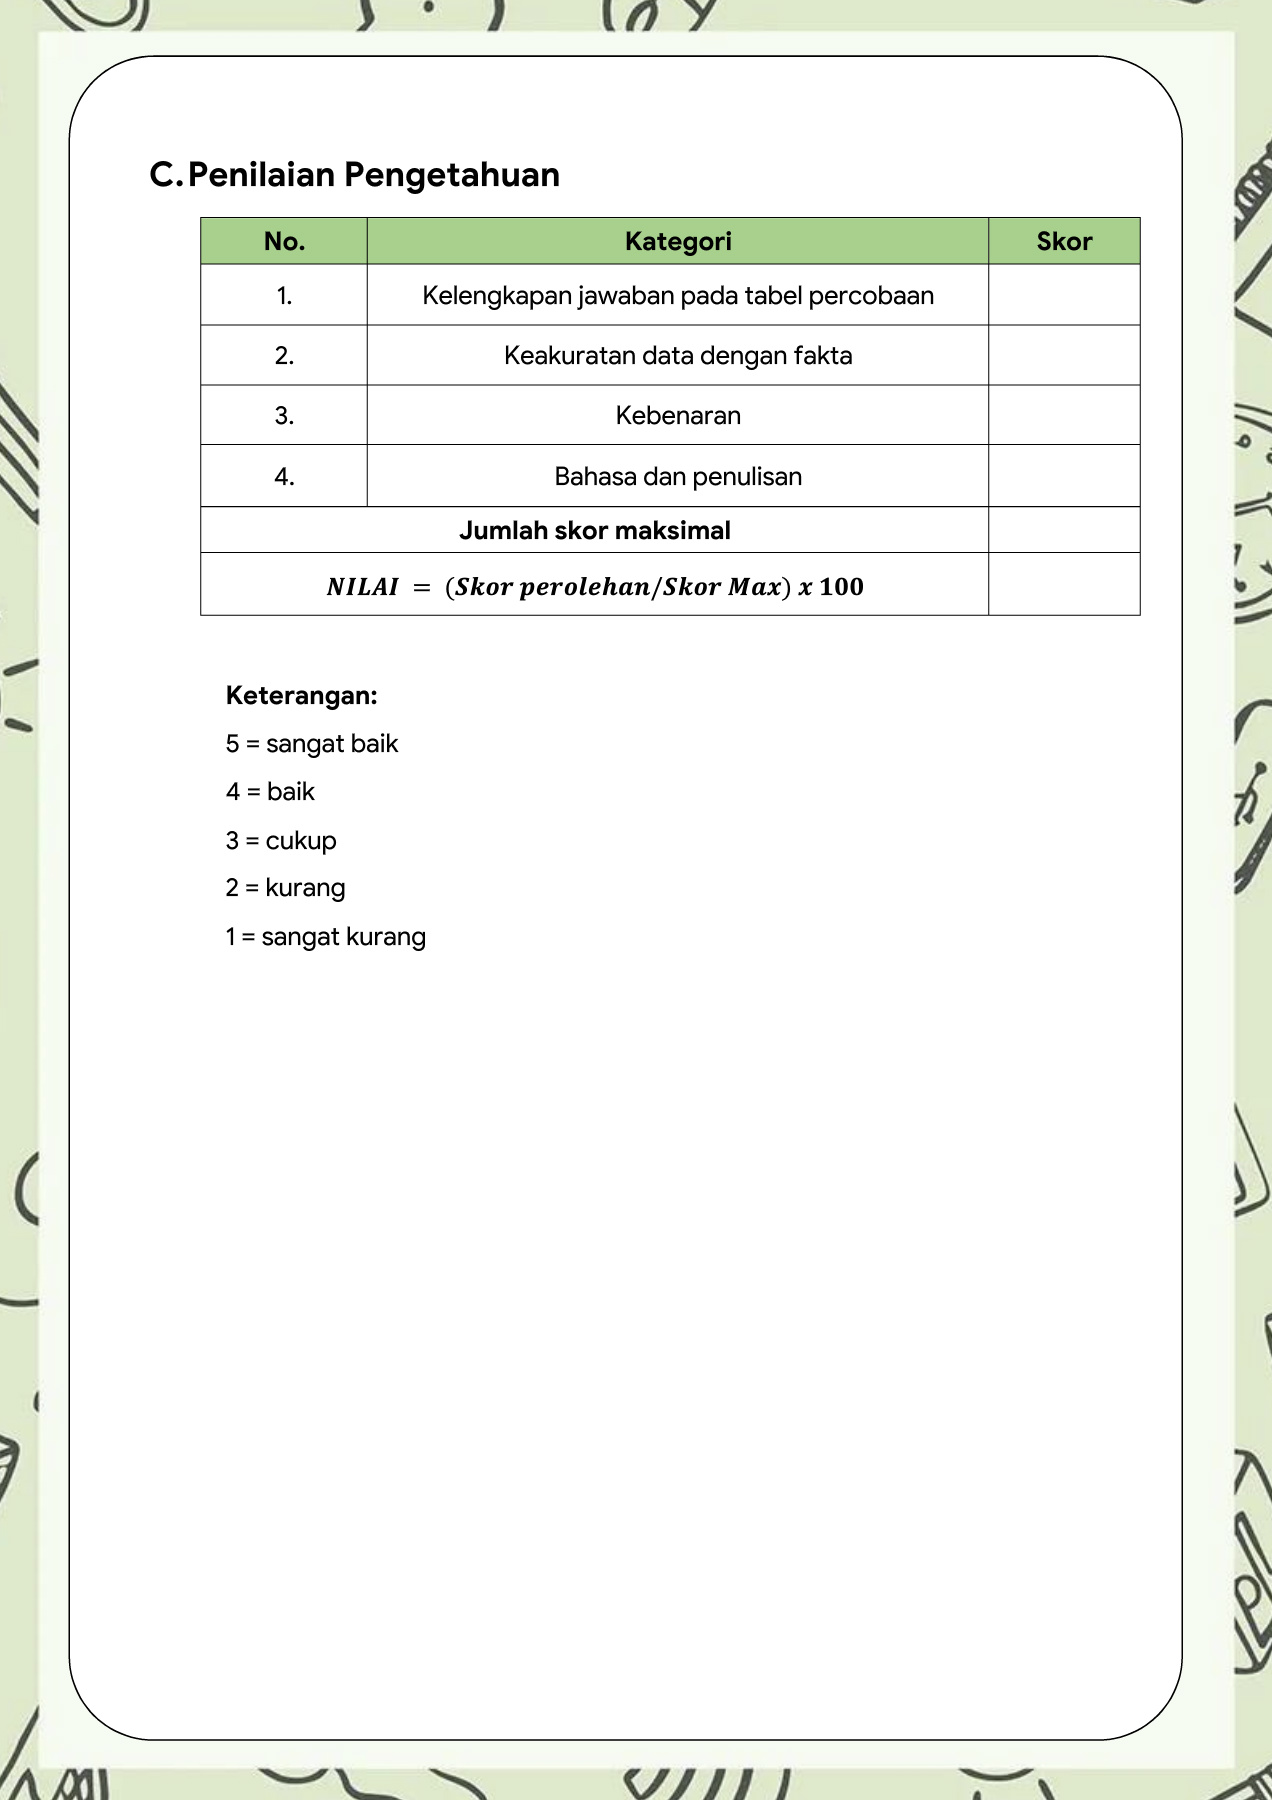 C. Penilaian Pengetahuan
No. Kategori Skor
1. Kelengkapan jawaban pada tabel percobaan
2. Keakuratan data dengan fakta
3. Kebenaran
4. Bahasa dan penulisan
Jumlah skor maksimal
NILAI = (Skor perolehan/Skor Max) x 100
Keterangan:
5 = sangat baik
4 = baik
3 = cukup
2 = kurang
1 = sangat kurang